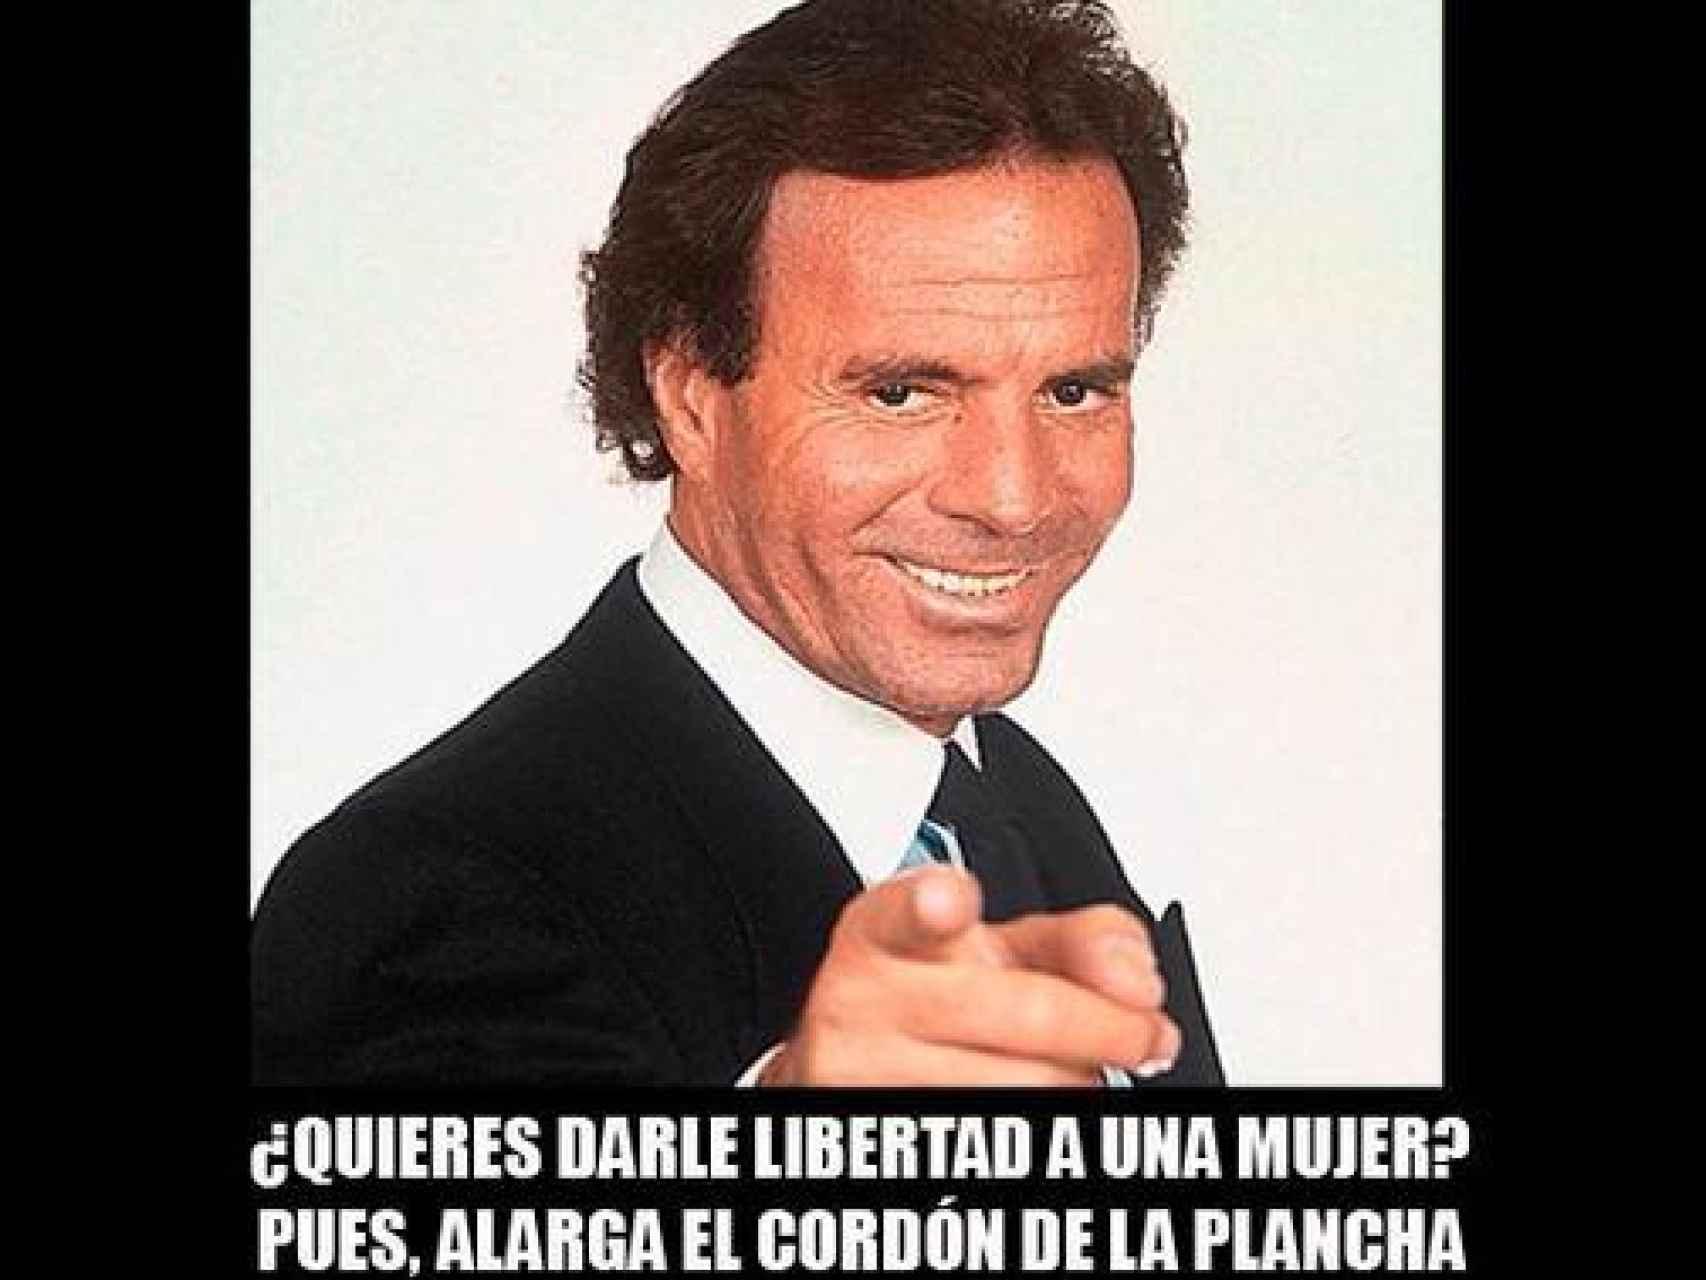 ¿QUIERES DARLE LIBERTAD A UNA MUJER?
PUES, ALARGA EL CORDÓN DE LA PLANCHA